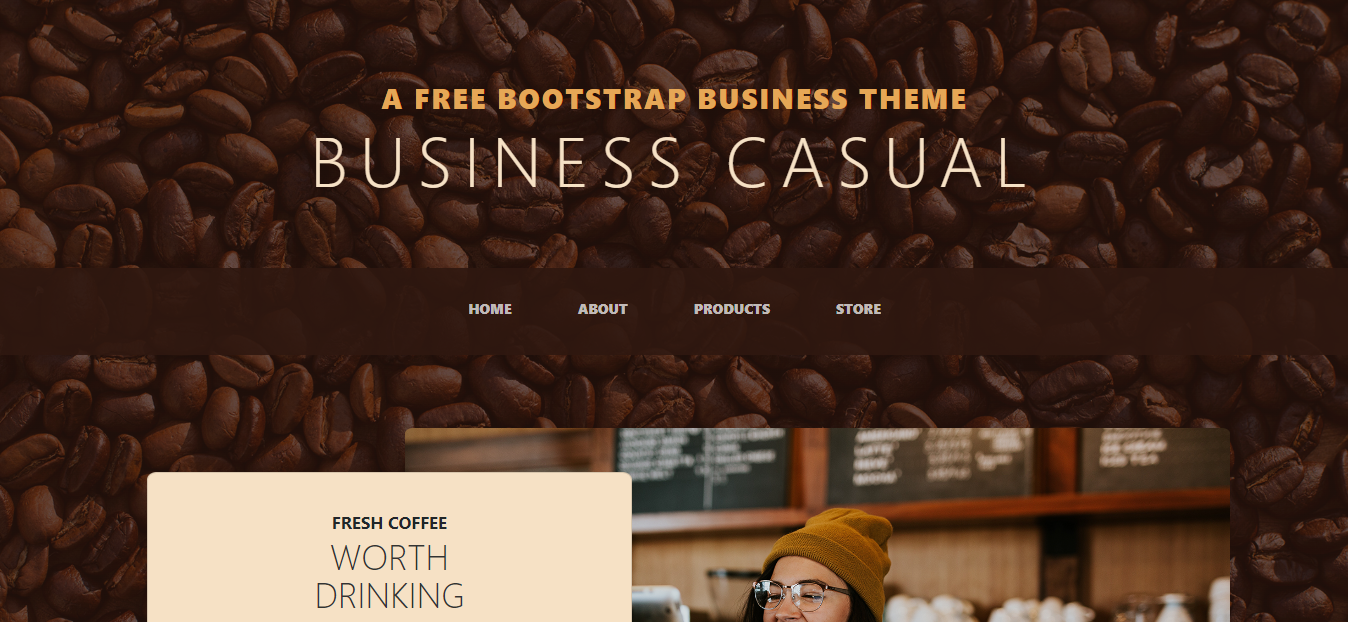 A FREE BOOTSTRAP BUSINESS THEME
BUSINESS CASUAL
HOME ABOUT PRODUCTS STORE
FRESH COFFEE
WORTH
DRINKING